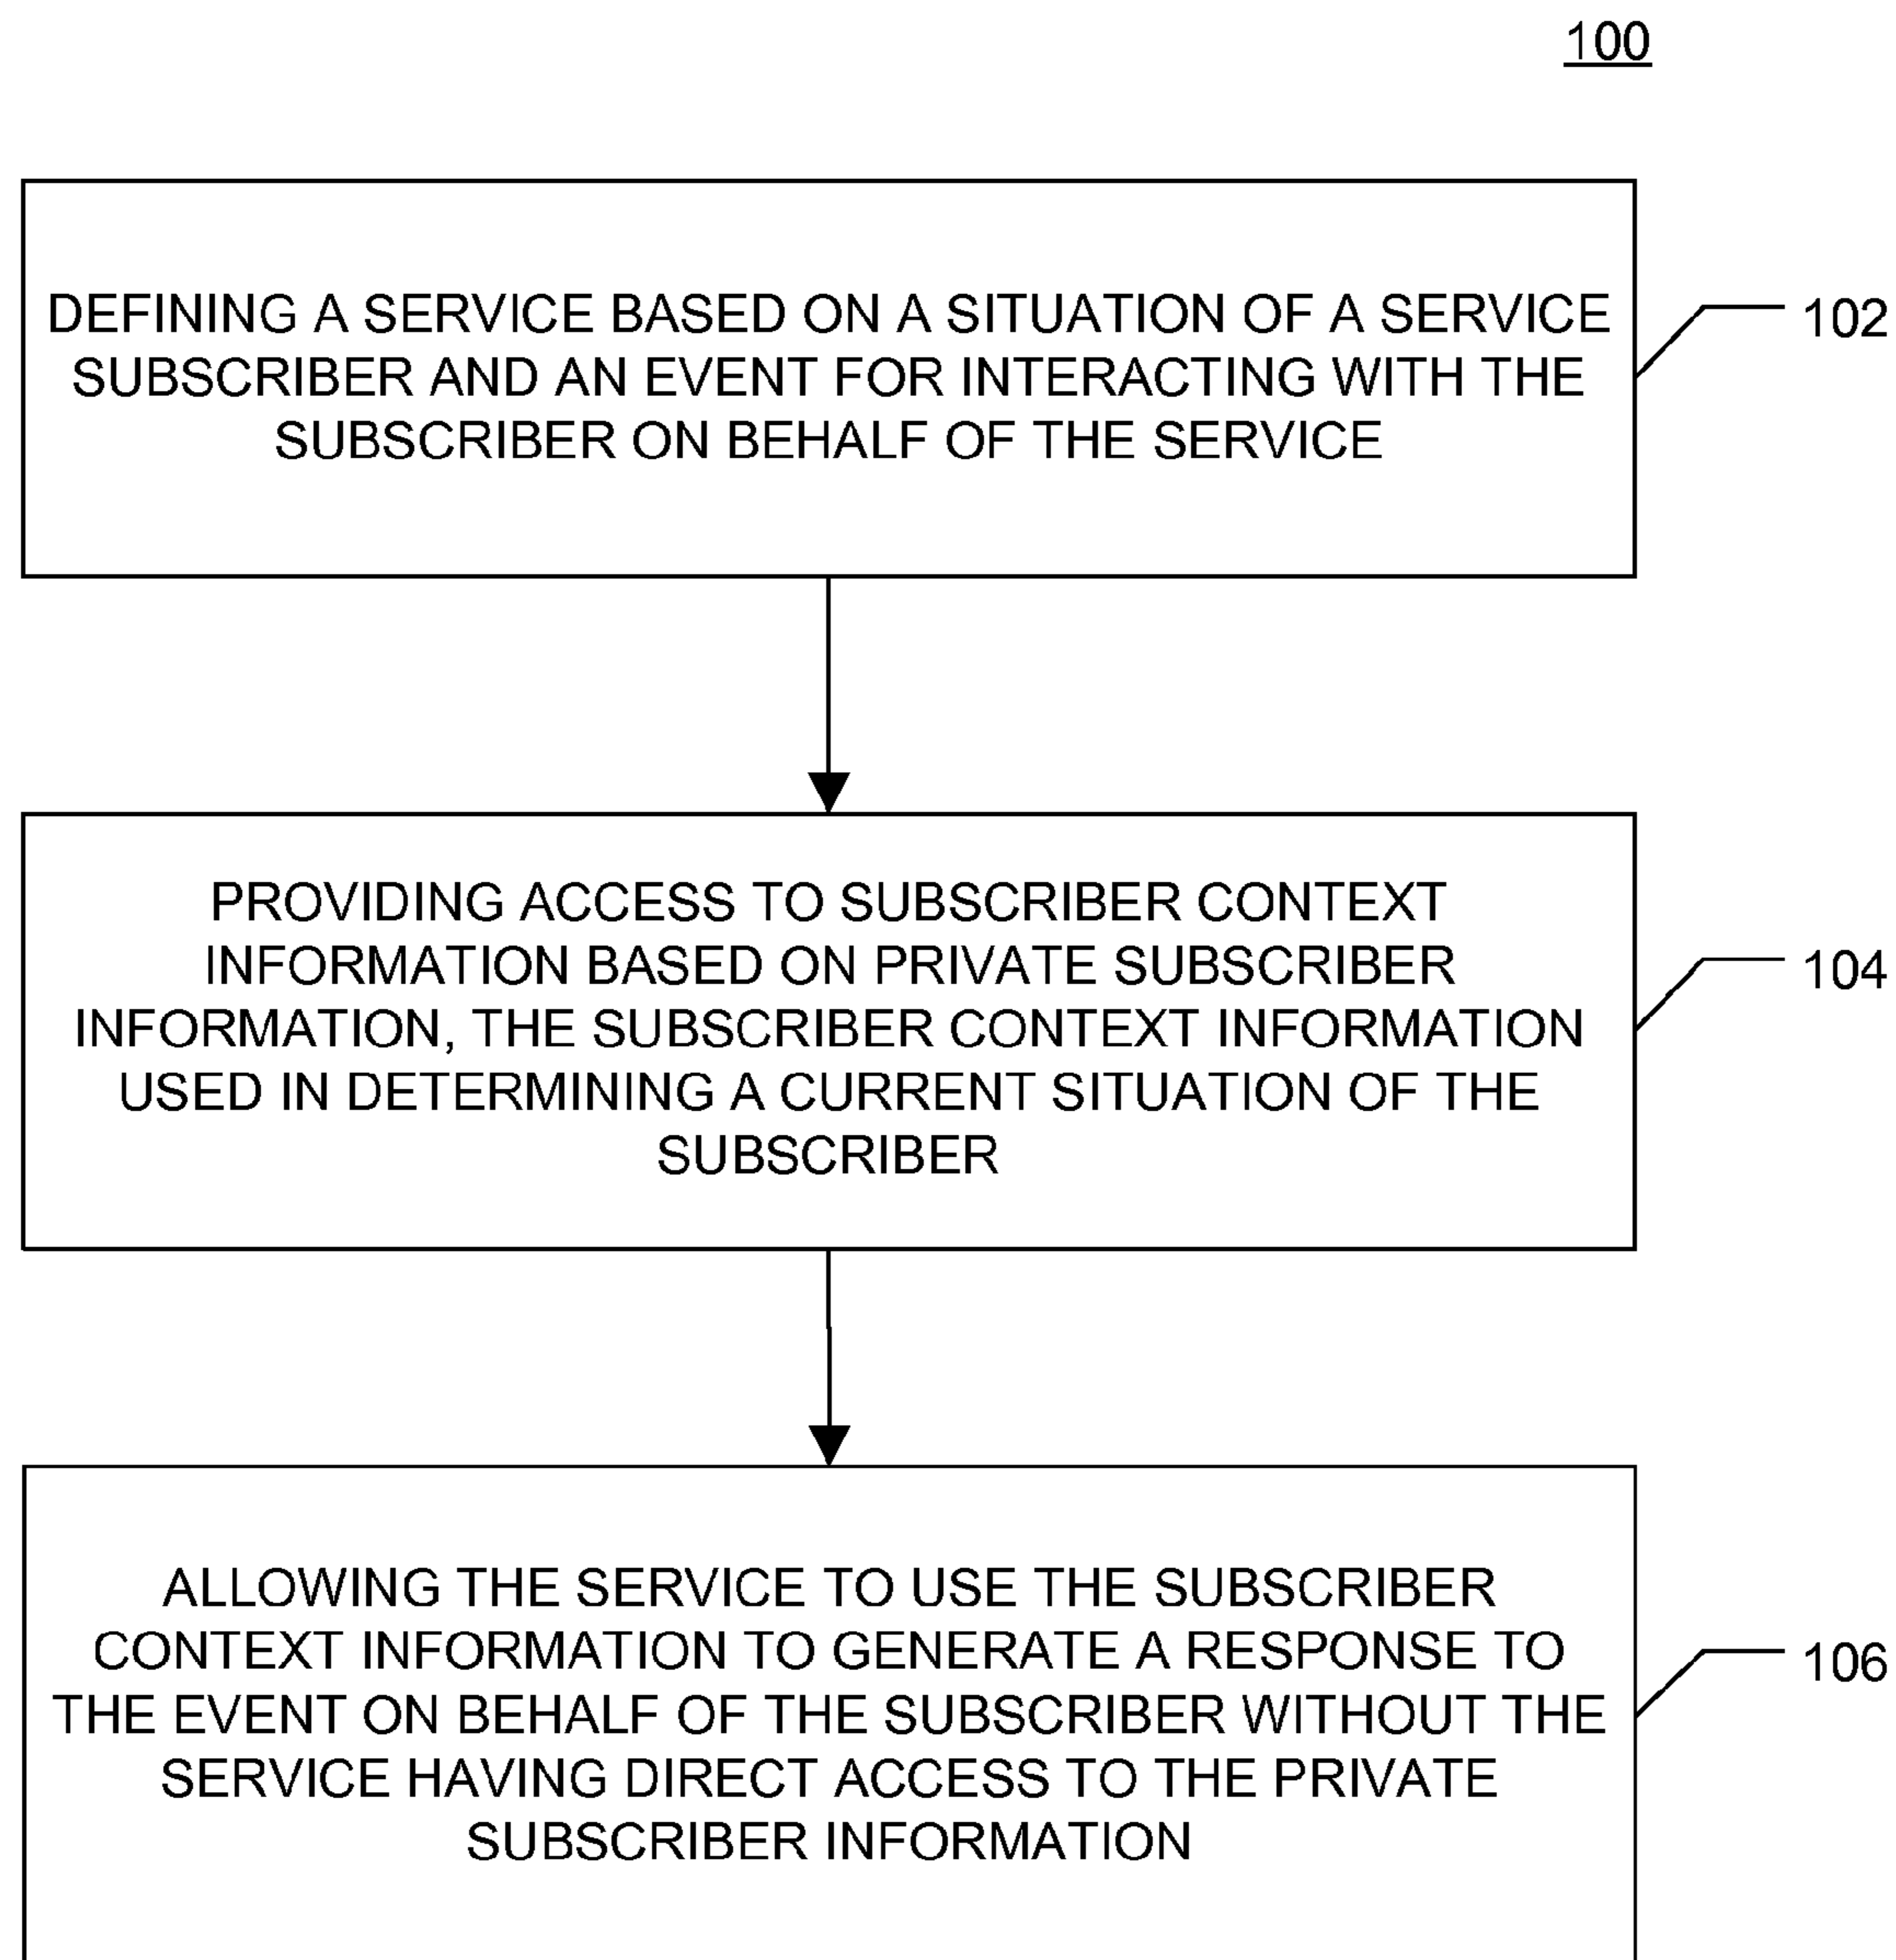 100
DEFINING A SERVICE BASED ON A SITUATION OF A SERVICE
SUBSCRIBER AND AN EVENT FOR INTERACTING WITH THE
SUBSCRIBER ON BEHALF OF THE SERVICE
102
PROVIDING ACCESS TO SUBSCRIBER CONTEXT
INFORMATION BASED ON PRIVATE SUBSCRIBER
INFORMATION, THE SUBSCRIBER CONTEXT INFORMATION
USED IN DETERMINING A CURRENT SITUATION OF THE
SUBSCRIBER
104
ALLOWING THE SERVICE TO USE THE SUBSCRIBER
CONTEXT INFORMATION TO GENERATE A RESPONSE TO
THE EVENT ON BEHALF OF THE SUBSCRIBER WITHOUT THE
SERVICE HAVING DIRECT ACCESS TO THE PRIVATE
SUBSCRIBER INFORMATION
106